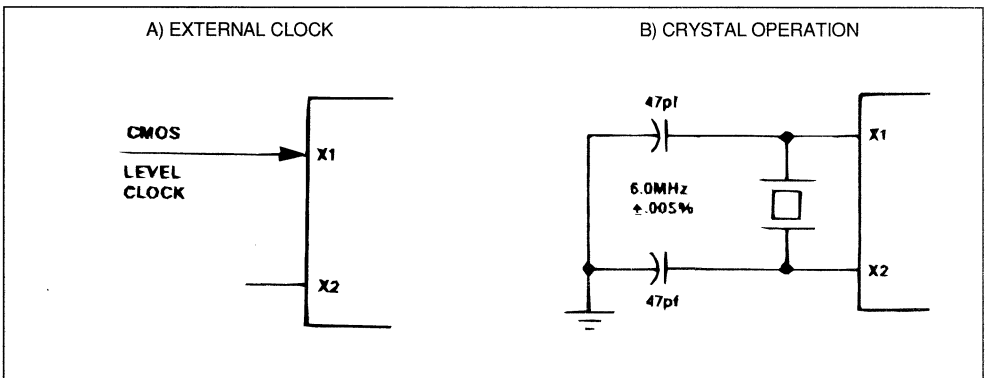 A) EXTERNAL CLOCK
CMOS
LEVEL
CLOCK
X1
X2
B) CRYSTAL OPERATION
47pf
6.0MHz
±.005%
47pf
X1
X2